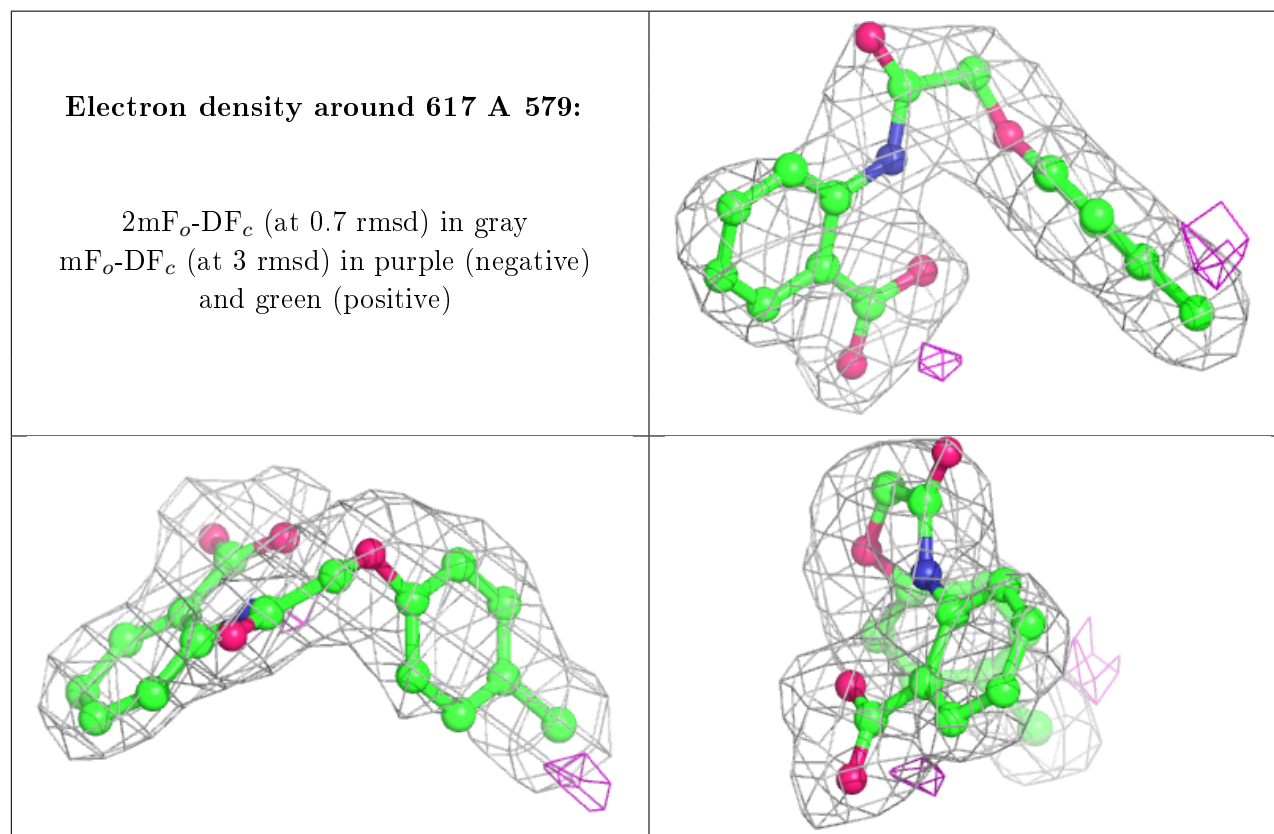 Electron density around 617 A 579:
2mFo-DFc (at 0.7 rmsd) in gray
mFo-DFc (at 3 rmsd) in purple (negative)
and green (positive)